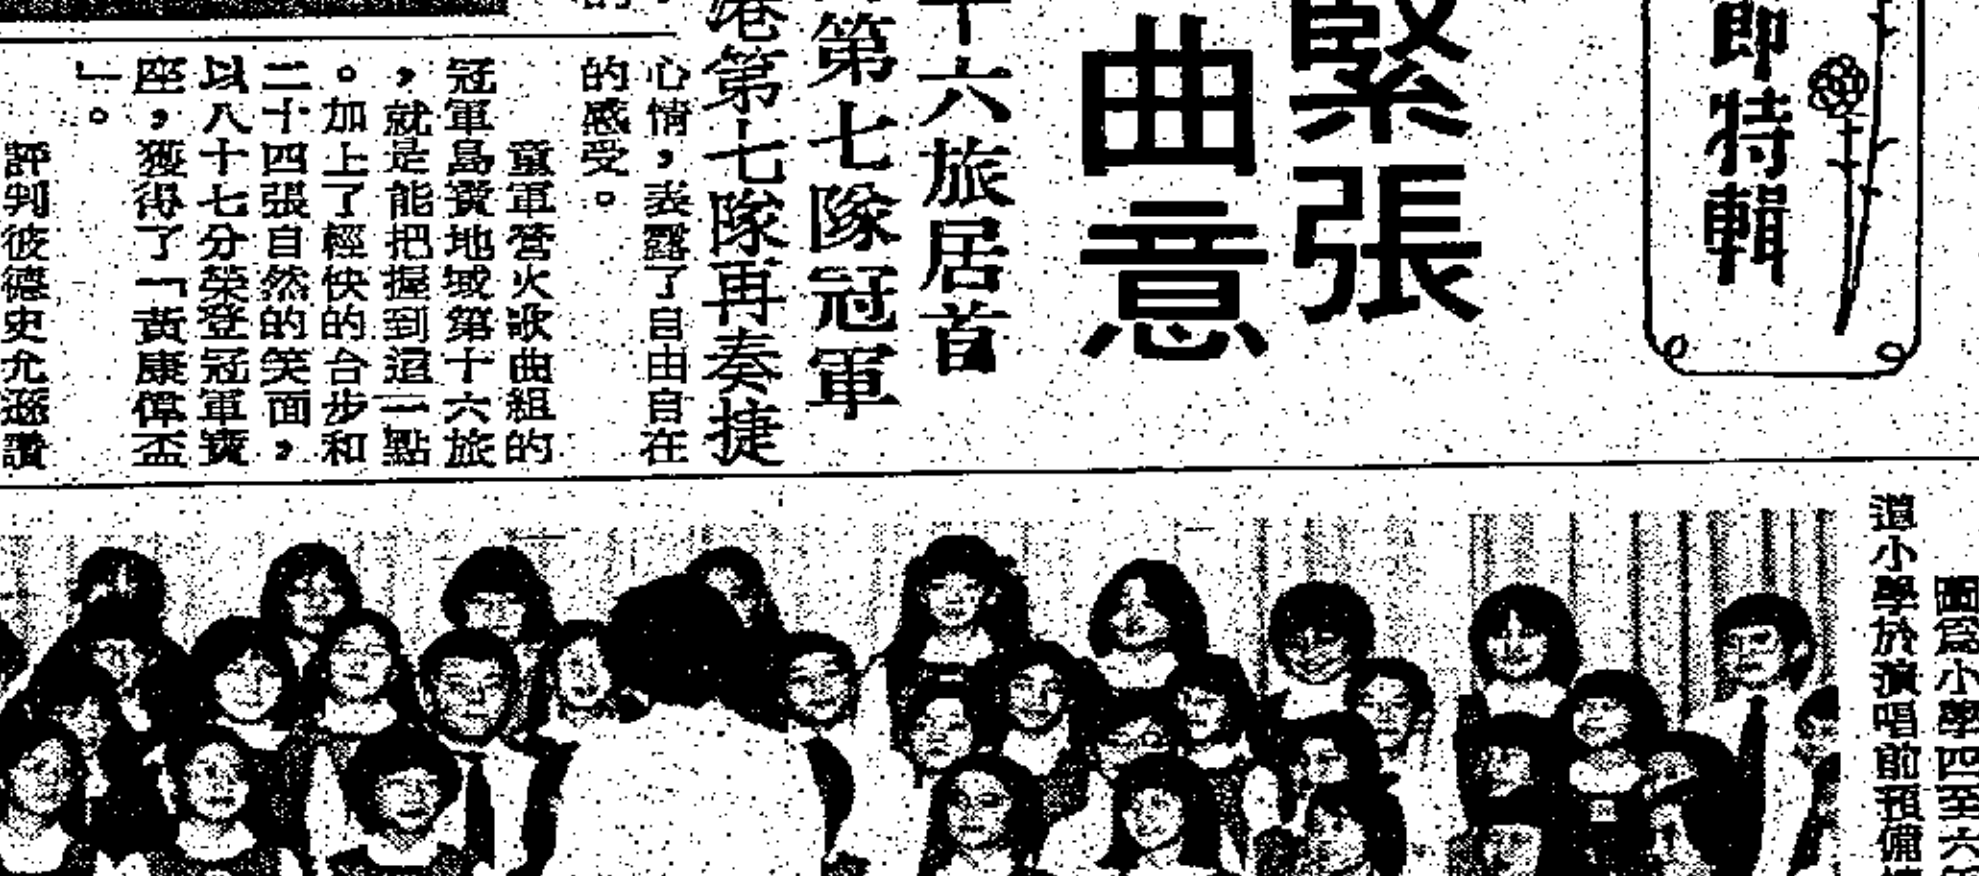 即特輯
緊張
曲意
十六旅居首
第七隊冠軍
港第七隊再奏捷
心情，表露了自由自在
的感受。
童軍營火歌曲組的
冠軍島資地域第十六旅
，就是能把握到這一點
。加上了輕快的合步和
二十四張自然的笑面，
以八十七分榮登冠軍寶
座，獲得了「黃康偉盃
」。
評判彼德史允遜讚
圖爲小學四至六
道小學於演唱前預備